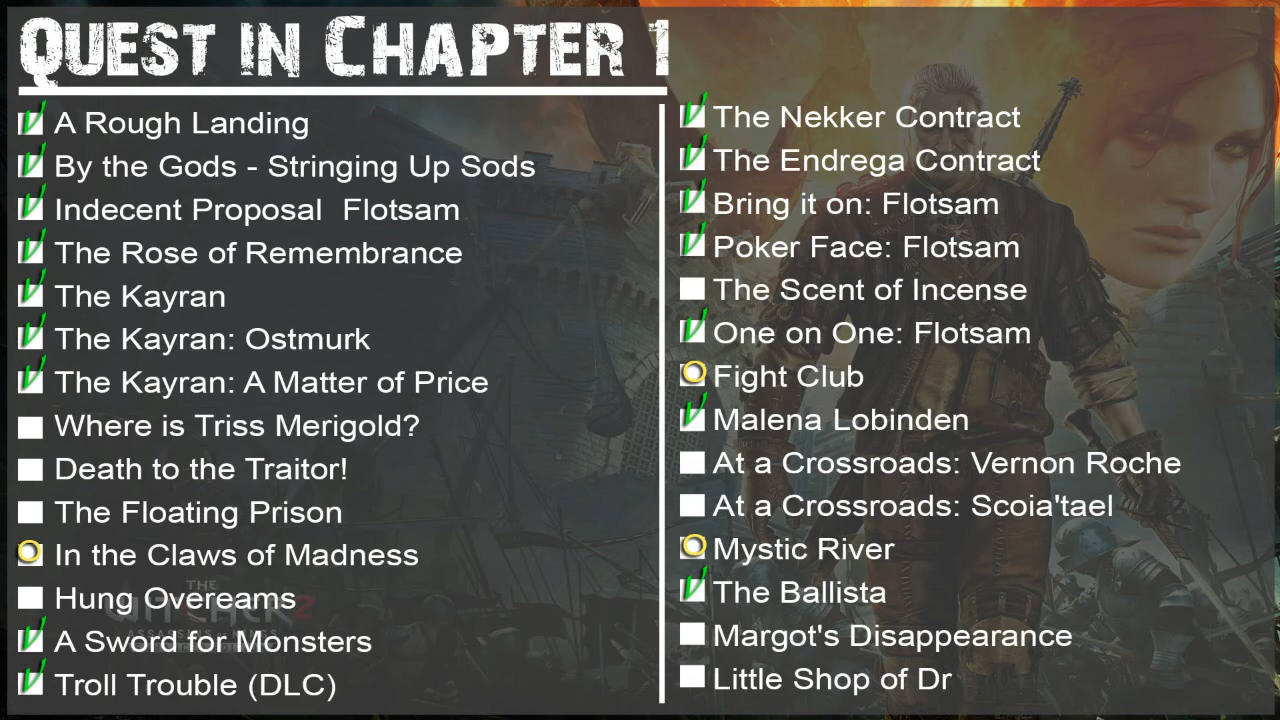 QUEST IN CHAPTER 1
A Rough Landing
By the Gods - Stringing Up Sods
Indecent Proposal  Flotsam
The Rose of Remembrance
The Kayran
The Kayran: Ostmurk
The Kayran: A Matter of Price
Where is Triss Merigold?
Death to the Traitor!
The Floating Prison
In the Claws of Madness
Hung Overeams
A Sword for Monsters
Troll Trouble (DLC)
THE
WITCHER 2
The Nekker Contract
The Endrega Contract
Bring it on: Flotsam
Poker Face: Flotsam
The Scent of Incense
One on One: Flotsam
Fight Club
Malena Lobinden
At a Crossroads: Vernon Roche
At a Crossroads: Scoia'tael
Mystic River
The Ballista
Margot's Disappearance
Little Shop of Dr